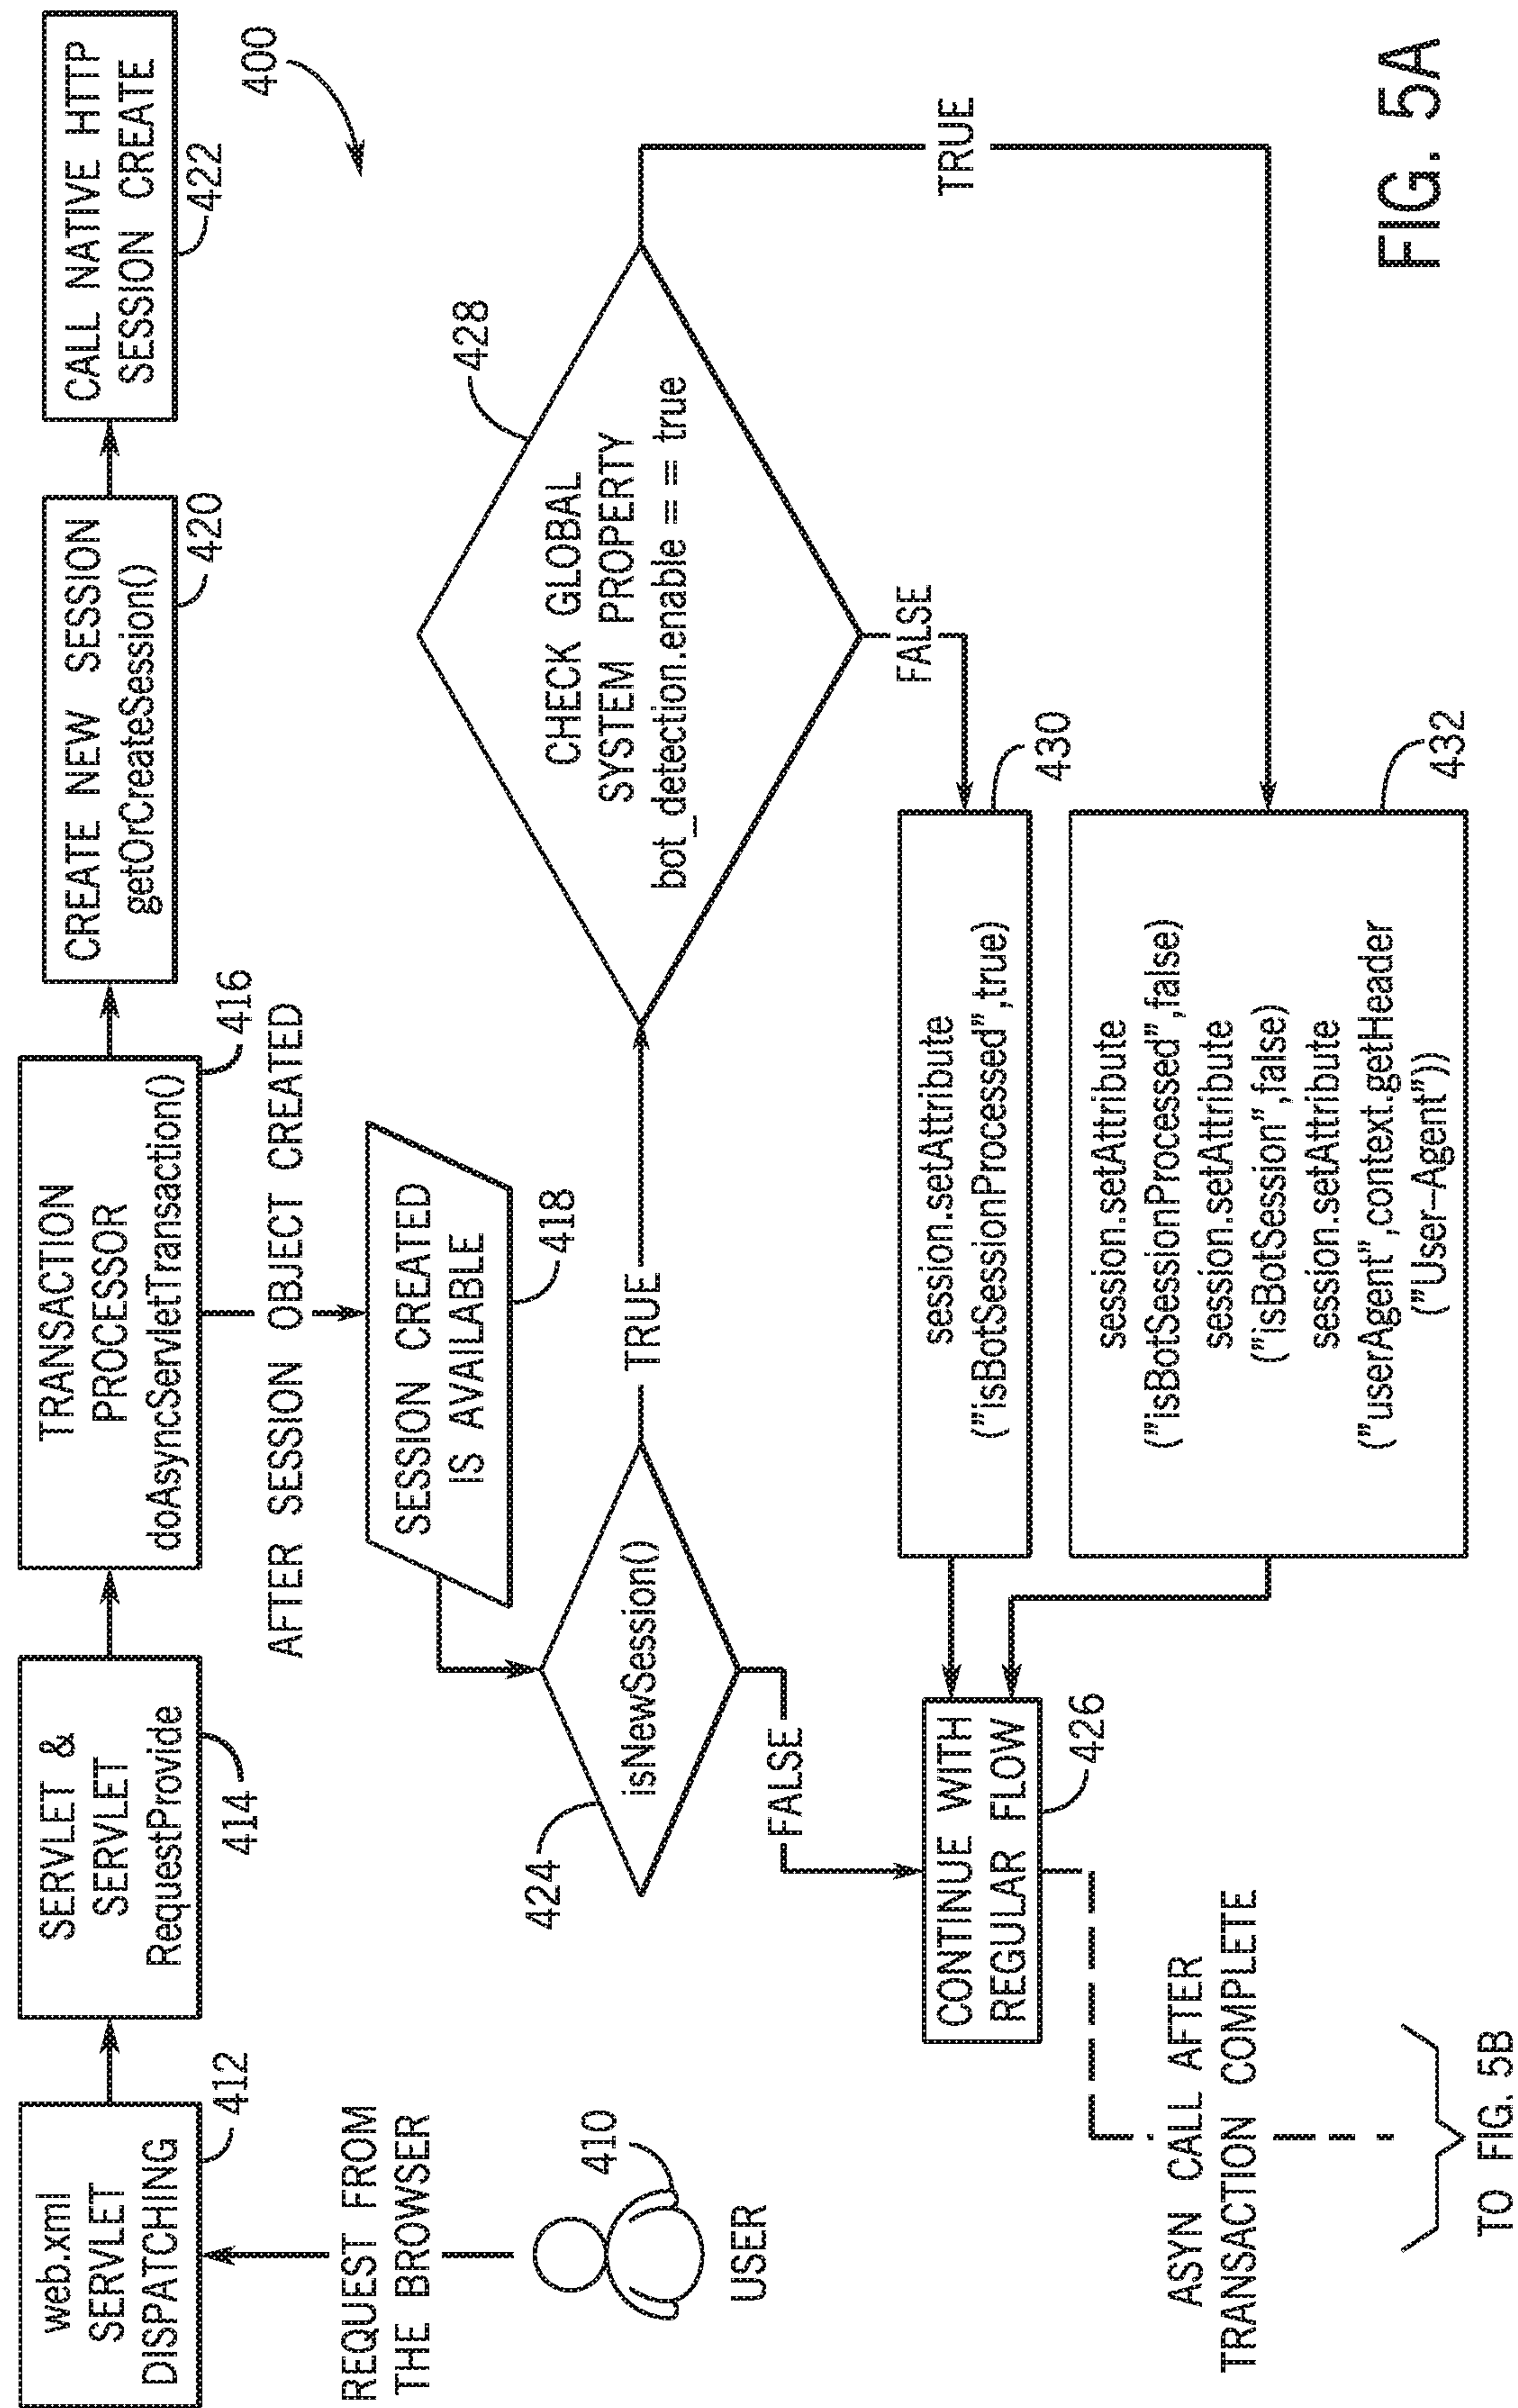 web.xml
SERVLET
DISPATCHING
412
SERVLET &
SERVLET
RequestProvide
414
TRANSACTION
PROCESSOR
doAsyncServletTransaction()
416
CREATE NEW SESSION
getOrCreateSession()
420
CALL NATIVE HTTP
SESSION CREATE
422
400
REQUEST FROM
THE BROWSER
410
USER
AFTER SESSION OBJECT CREATED
SESSION CREATED
IS AVAILABLE
418
isNewSession()
424
TRUE
FALSE
CHECK GLOBAL
SYSTEM PROPERTY
bot_detection.enable = = true
428
FALSE
TRUE
session.setAttribute
("isBotSessionProcessed",true)
430
session.setAttribute
("isBotSessionProcessed",false)
session.setAttribute
("isBotSession",false)
session.setAttribute
("userAgent",context.getHeader
("User-Agent"))
432
CONTINUE WITH
REGULAR FLOW
426
ASYN CALL AFTER
TRANSACTION COMPLETE
TO FIG. 5B
FIG. 5A